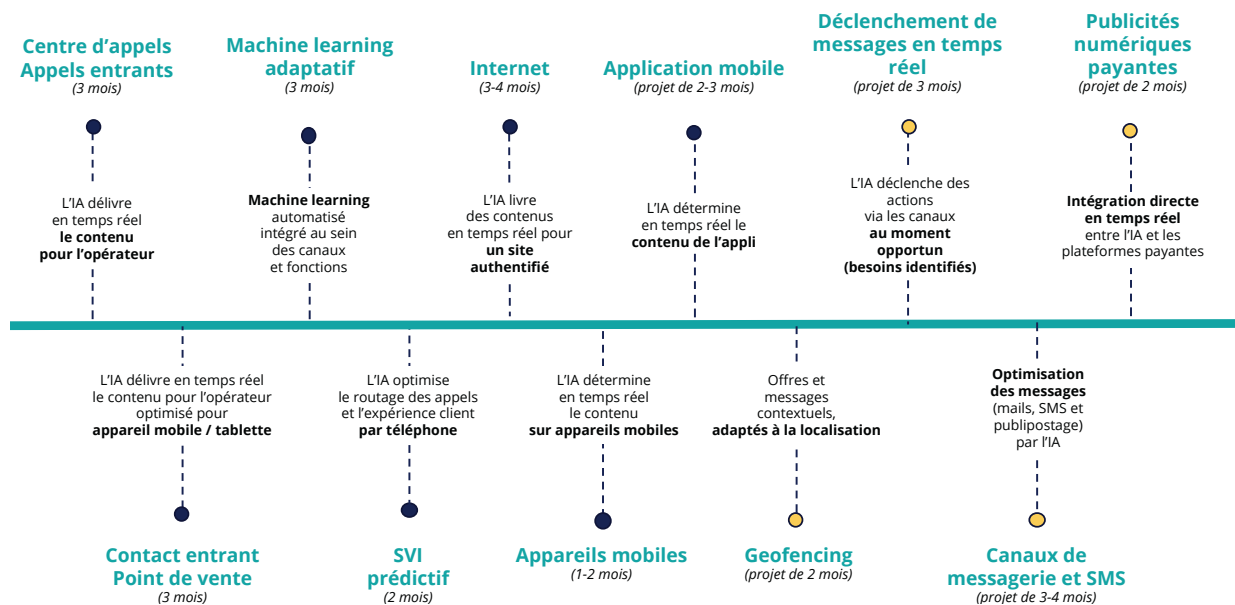 Centre d’appels
Appels entrants
(3 mois)
L’IA délivre
en temps réel
le contenu
pour l’opérateur
Machine learning
adaptatif
(3 mois)
Machine learning
automatisé
intégré au sein
des canaux
et fonctions
Internet
(3-4 mois)
L’IA livre
des contenus
en temps réel pour
un site
authentifié
Application mobile
(projet de 2-3 mois)
L’IA détermine
en temps réel le
contenu de l’appli
Déclenchement de
messages en temps
réel
(projet de 3 mois)
L’IA déclenche des
actions
via les canaux
au moment
opportun
(besoins identifiés)
Publicités
numériques
payantes
(projet de 2 mois)
Intégration directe
en temps réel
entre l’IA et les
plateformes payantes
L’IA délivre en temps réel
le contenu pour l’opérateur
optimisé pour
appareil mobile / tablette
Contact entrant
Point de vente
(3 mois)
L’IA optimise
le routage des appels
et l’expérience client
par téléphone
SVI
prédictif
(2 mois)
L’IA détermine
en temps réel
le contenu
sur appareils mobiles
Appareils mobiles
(1-2 mois)
Offres et
messages
contextuels,
adaptés à la localisation
Geofencing
(projet de 2 mois)
Optimisation
des messages
(mails, SMS et
publipostage)
par l’IA
Canaux de
messagerie et SMS
(projet de 3-4 mois)